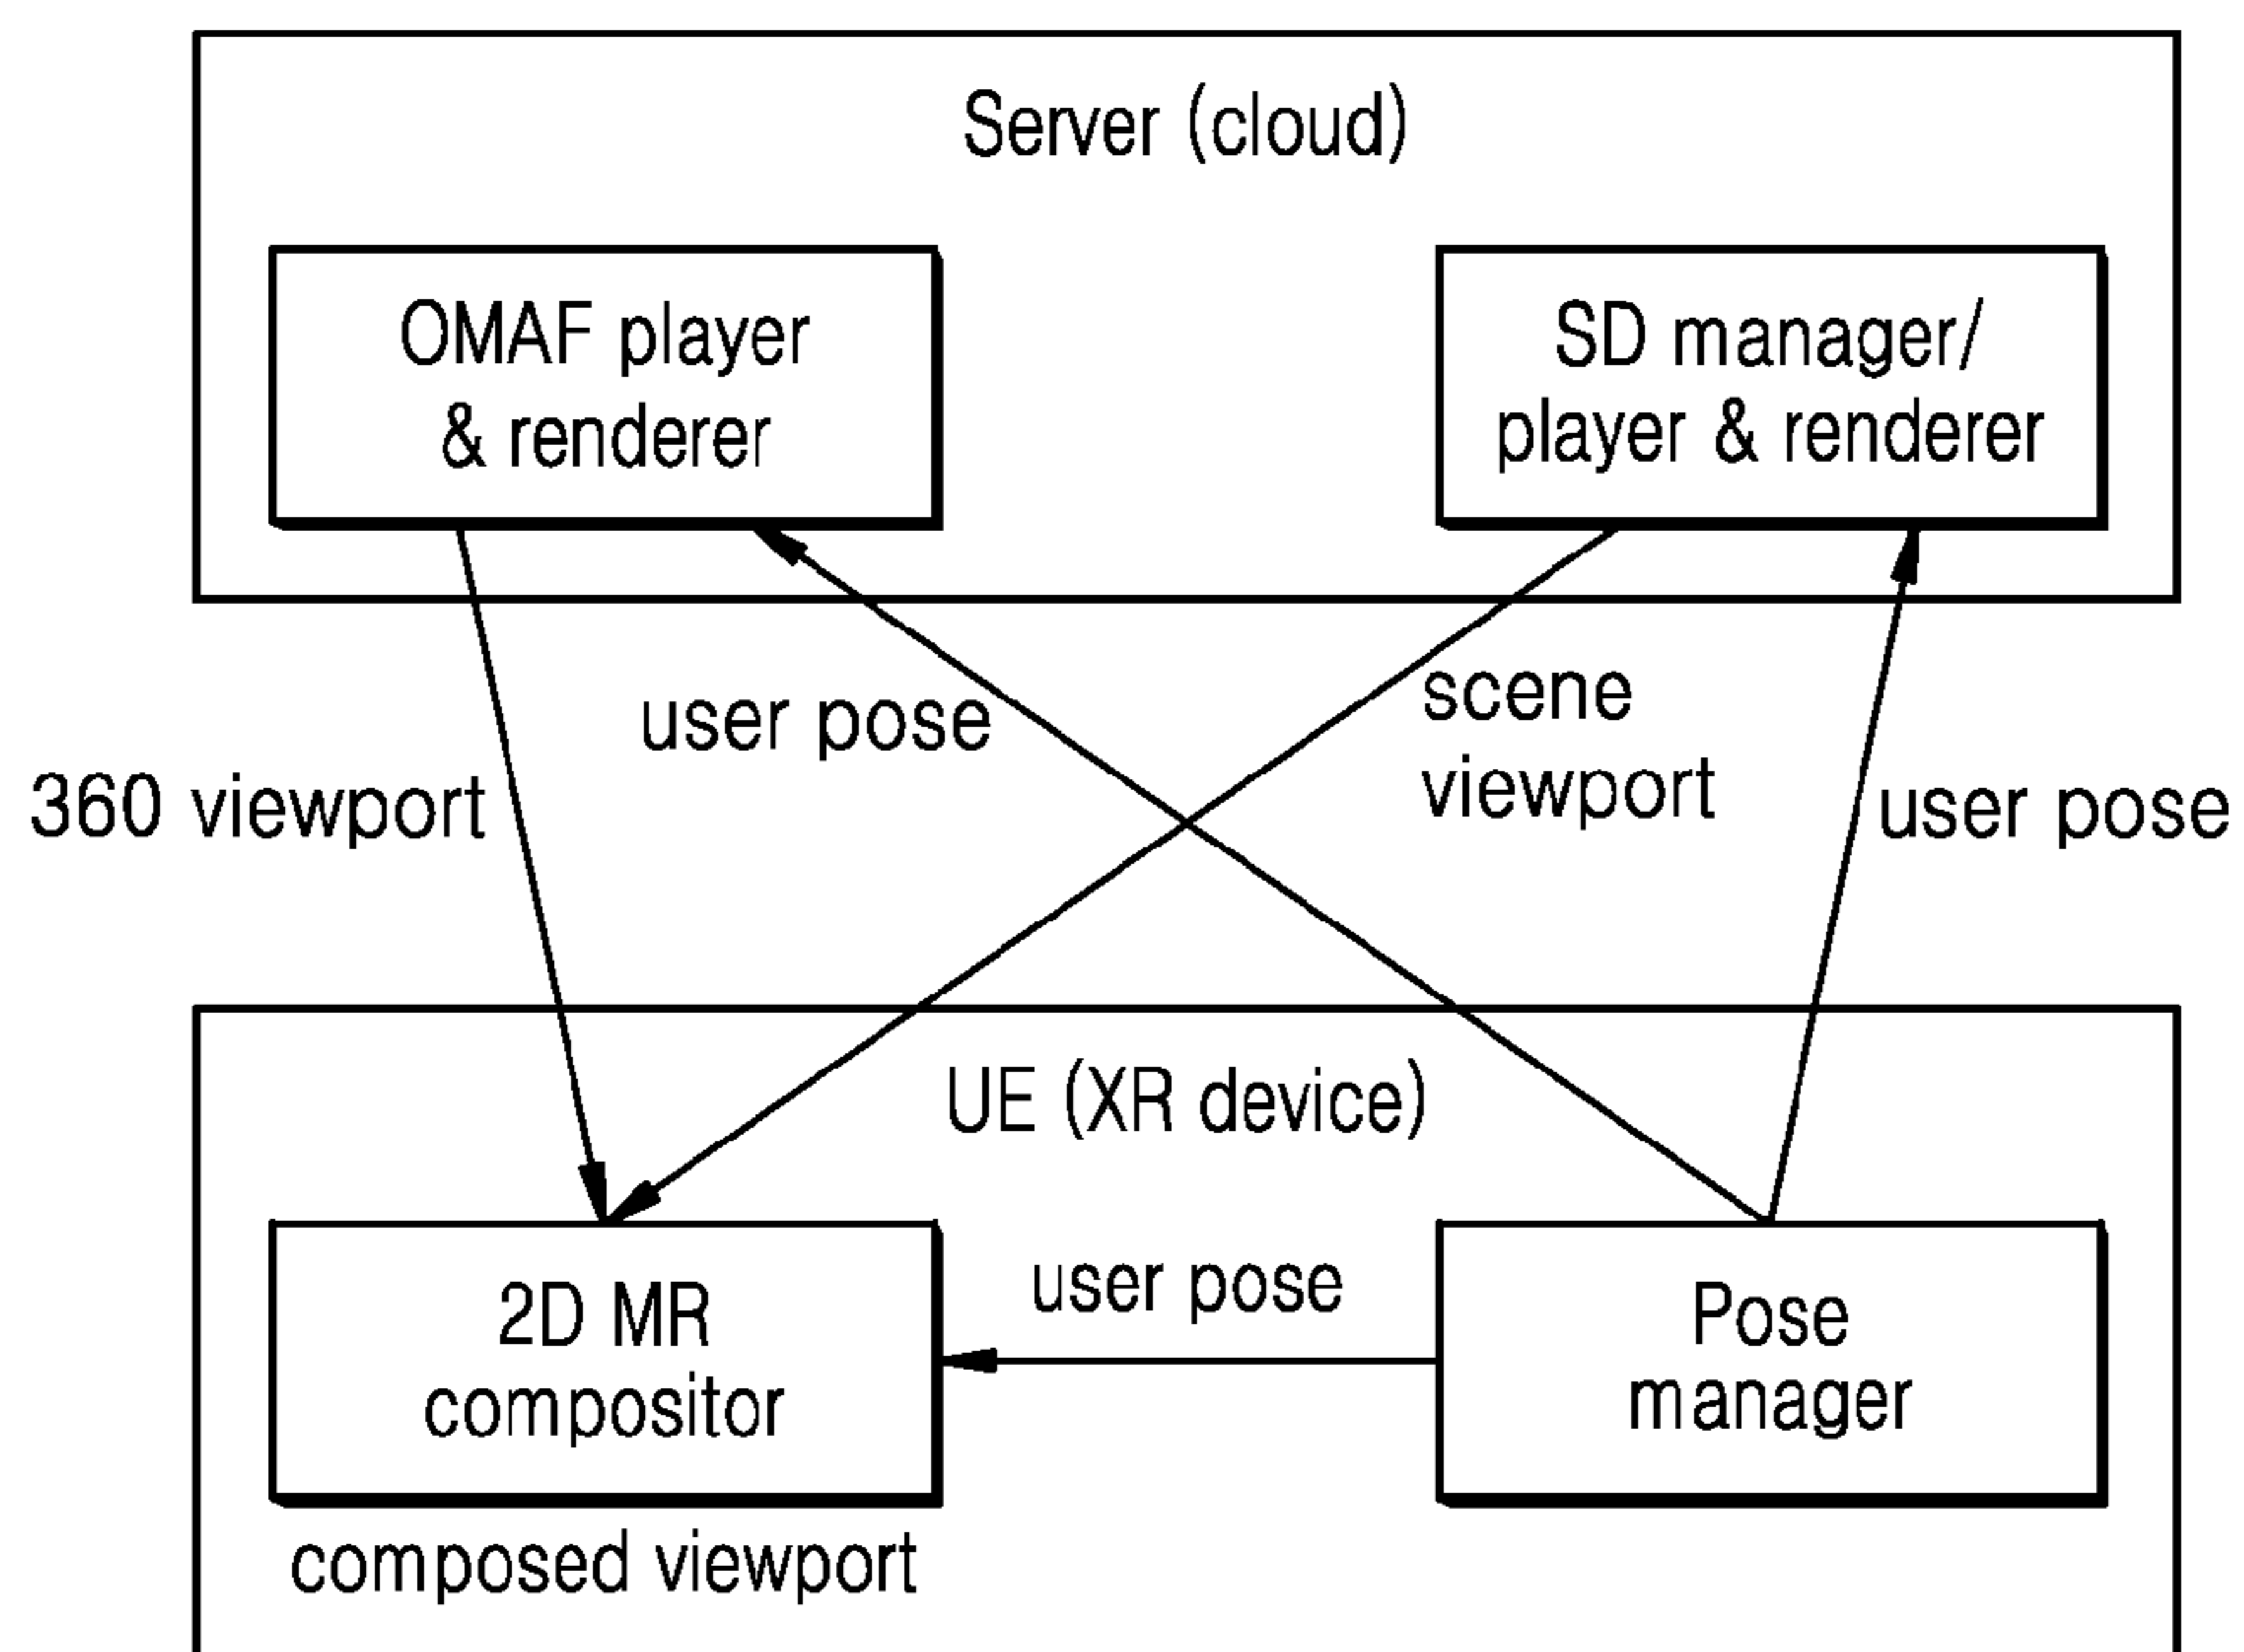 Server (cloud)
OMAF player
& renderer
SD manager/
player & renderer
user pose
scene
viewport
360 viewport
user pose
UE (XR device)
user pose
2D MR
compositor
Pose
manager
composed viewport